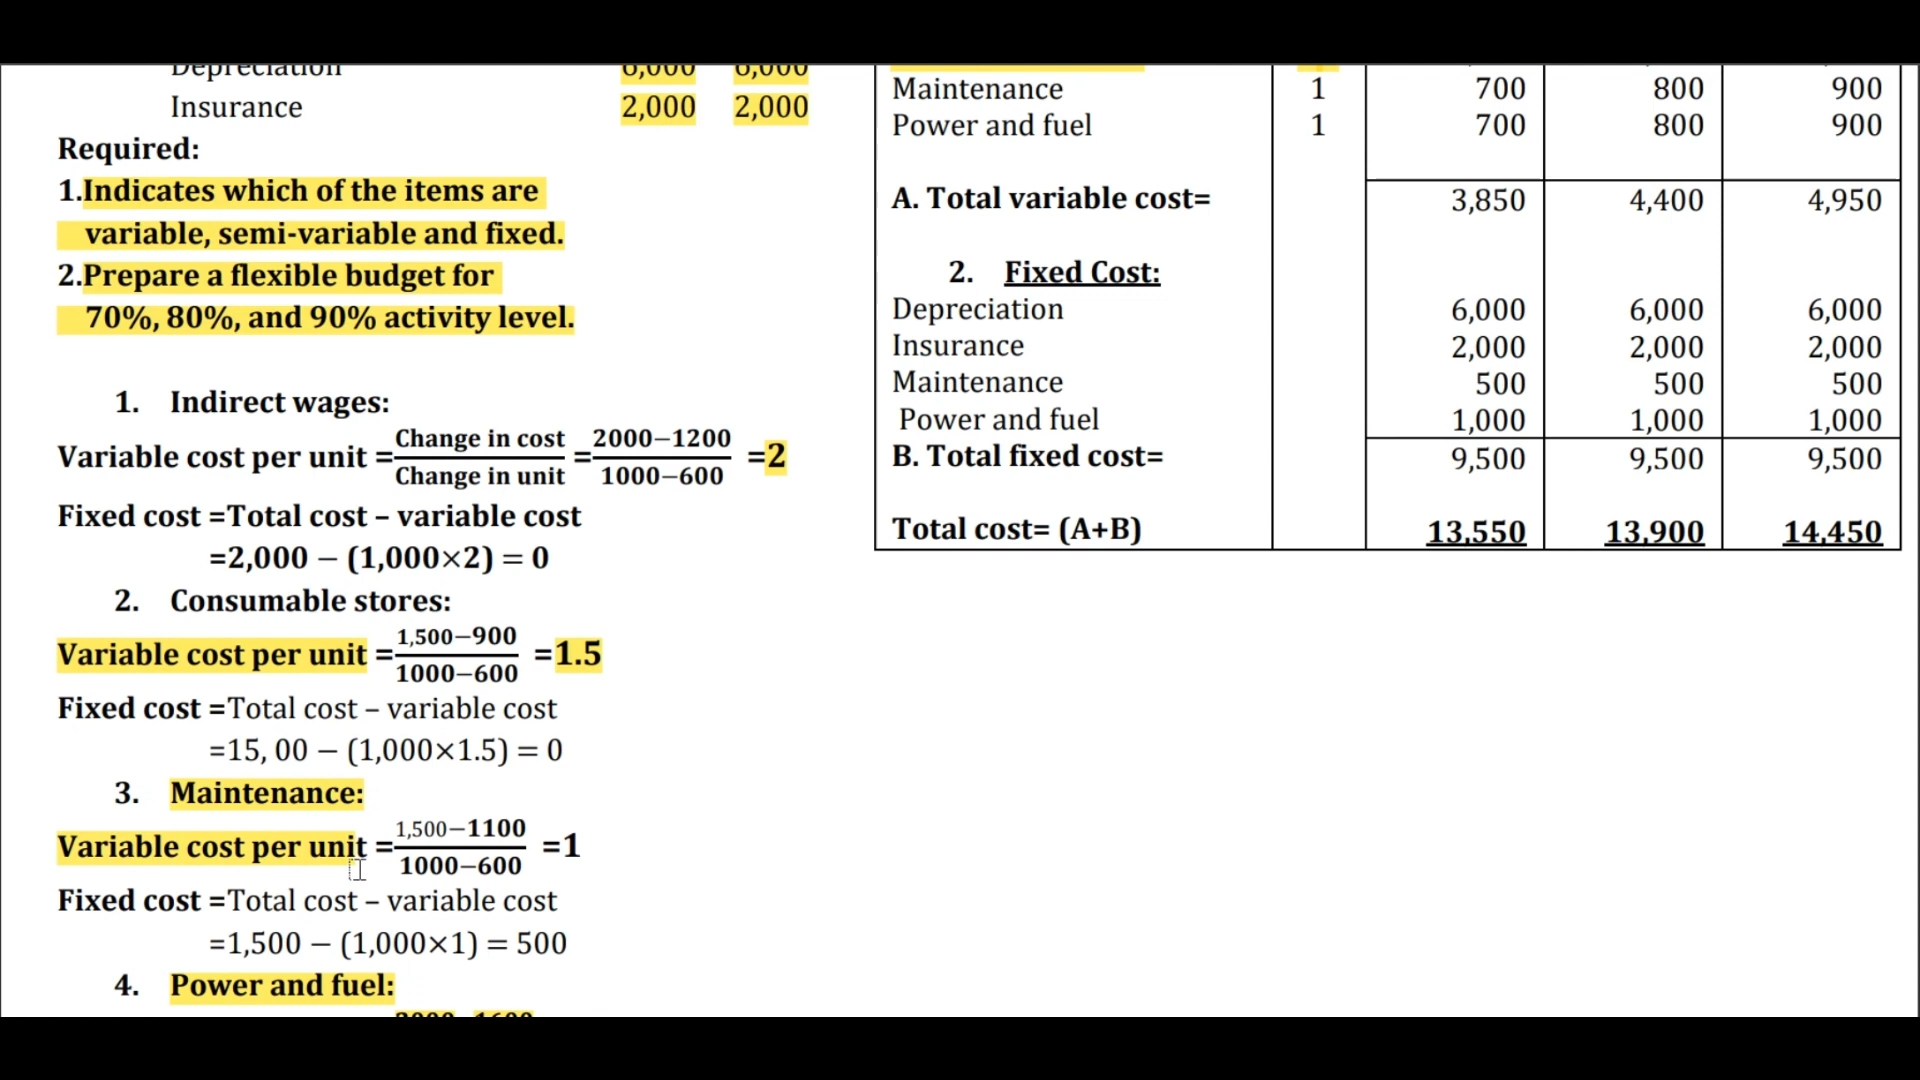 Depreciation 6,000 6,000
Insurance 2,000 2,000
Required:
1.Indicates which of the items are
variable, semi-variable and fixed.
2.Prepare a flexible budget for
70%, 80%, and 90% activity level.
1. Indirect wages:
Variable cost per unit = Change in cost / Change in unit = 2000−1200 / 1000−600 =2
Fixed cost =Total cost – variable cost
=2,000 − (1,000×2) = 0
2. Consumable stores:
Variable cost per unit = 1,500−900 / 1000−600 =1.5
Fixed cost =Total cost – variable cost
=15, 00 − (1,000×1.5) = 0
3. Maintenance:
Variable cost per unit = 1,500−1100 / 1000−600 =1
Fixed cost =Total cost – variable cost
=1,500 − (1,000×1) = 500
4. Power and fuel:
Maintenance 1 700 800 900
Power and fuel 1 700 800 900
A. Total variable cost= 3,850 4,400 4,950
2. Fixed Cost:
Depreciation 6,000 6,000 6,000
Insurance 2,000 2,000 2,000
Maintenance 500 500 500
Power and fuel 1,000 1,000 1,000
B. Total fixed cost= 9,500 9,500 9,500
Total cost= (A+B) 13,550 13,900 14,450